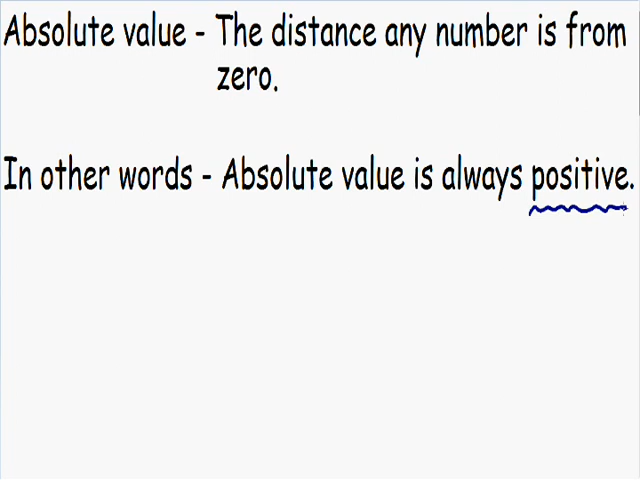 Absolute value - The distance any number is from
zero.
In other words - Absolute value is always positive.